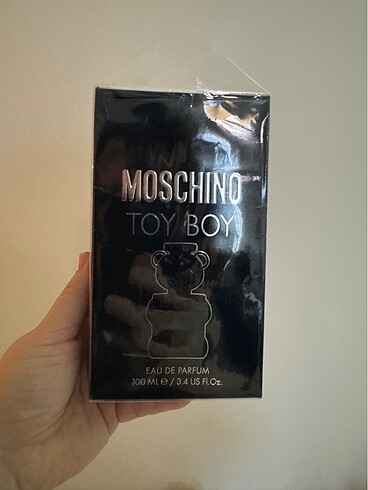 MOSCHINO
TOY BOY
EAU DE PARFUM
100 ML e / 3.4 US Fl.Oz.